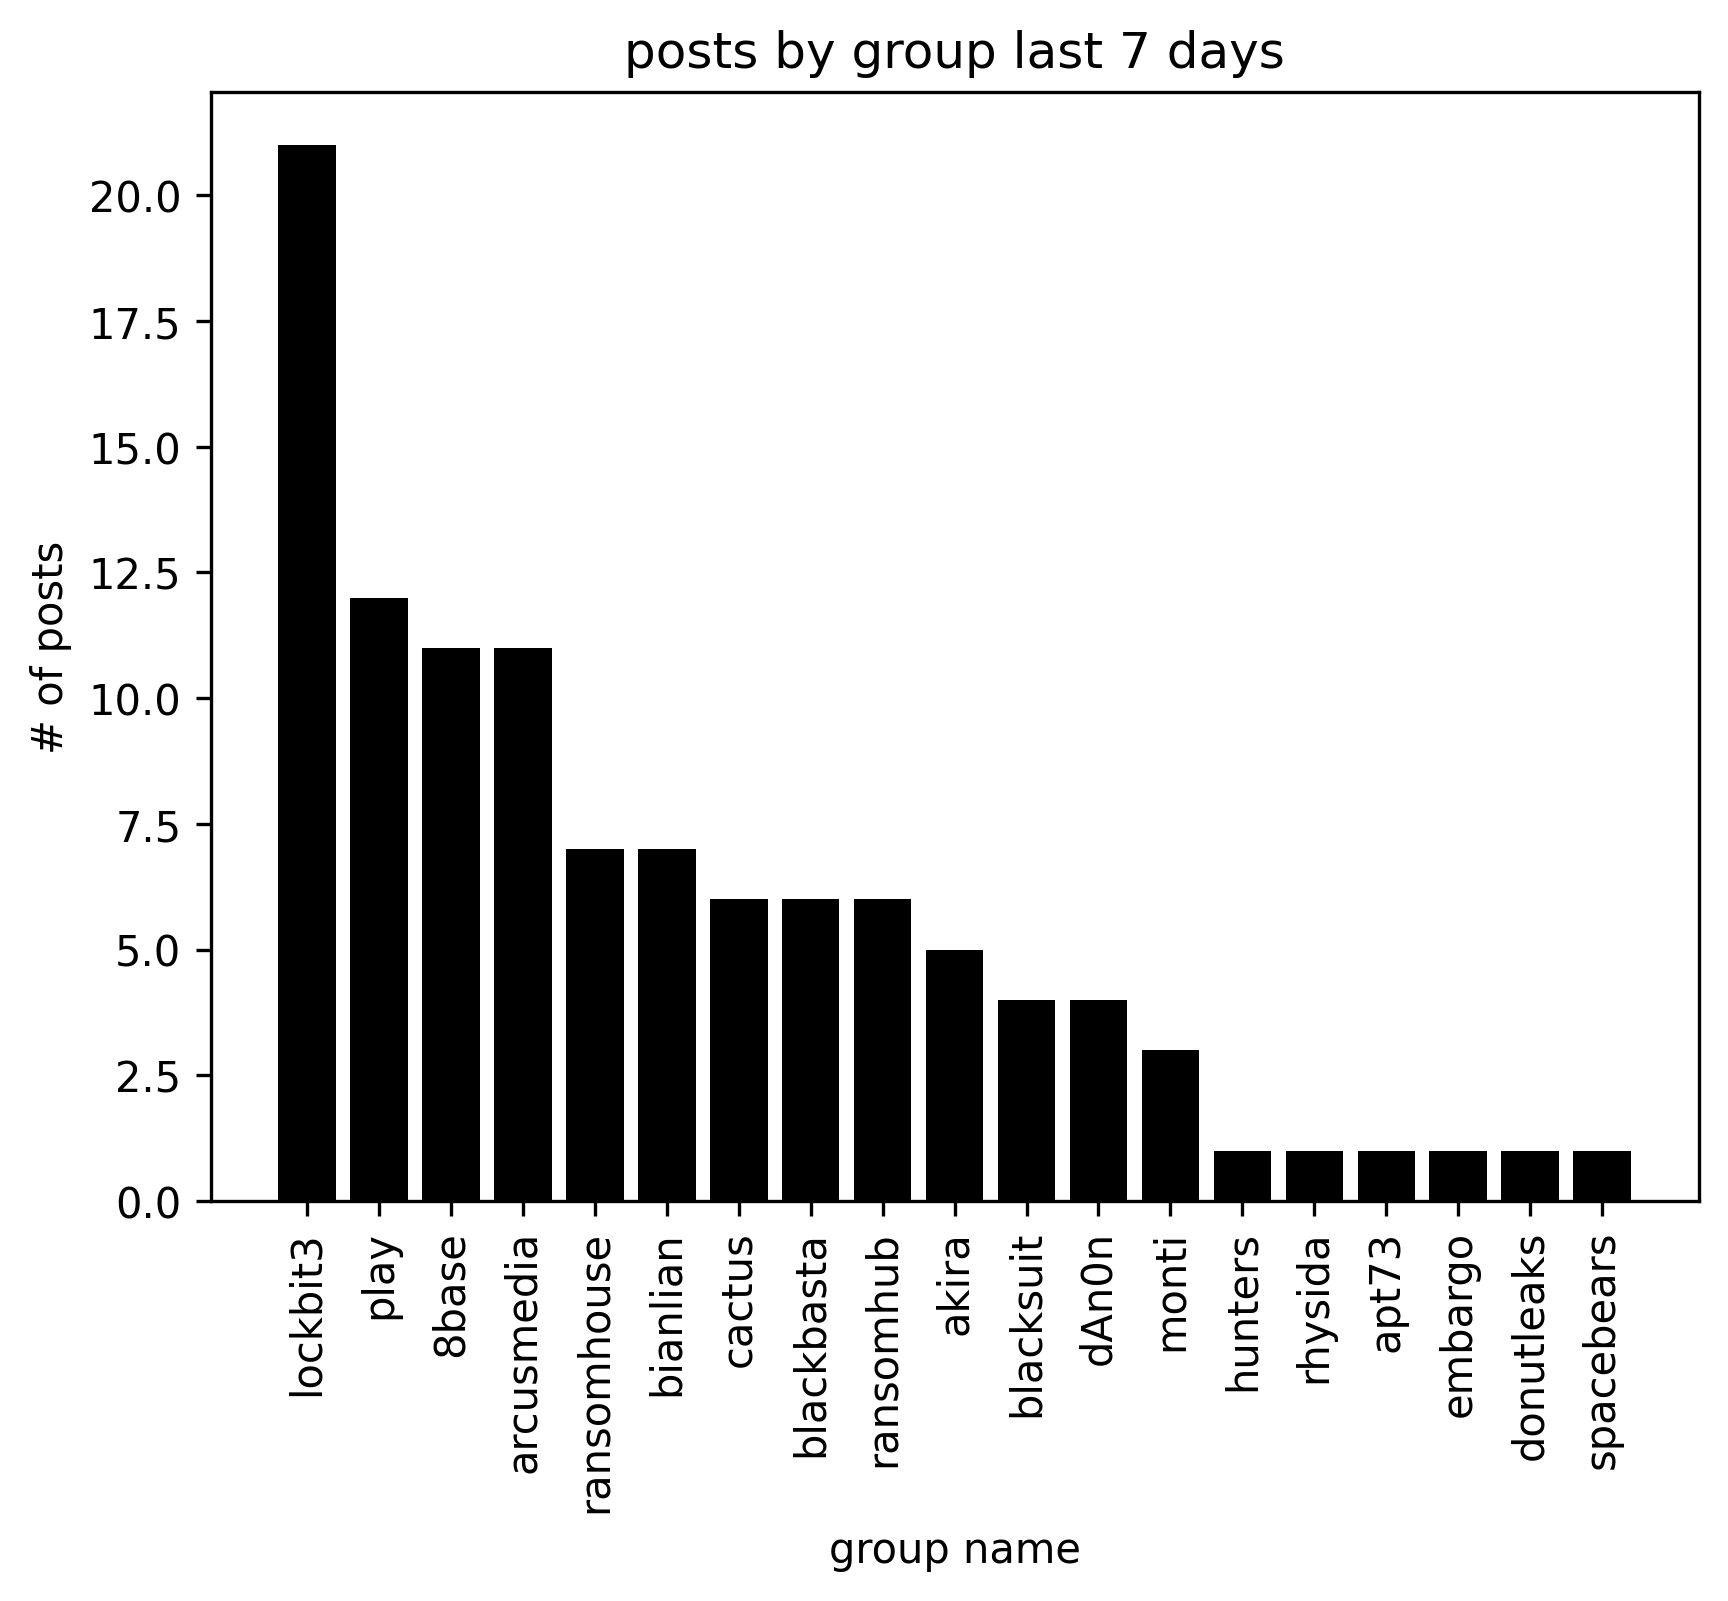 posts by group last 7 days
# of posts
20.0
17.5
15.0
12.5
10.0
7.5
5.0
2.5
0.0
lockbit3
play
8base
arcusmedia
ransomhouse
bianlian
cactus
blackbasta
ransomhub
akira
blacksuit
dAn0n
monti
hunters
rhysida
apt73
embargo
donutleaks
spacebears
group name